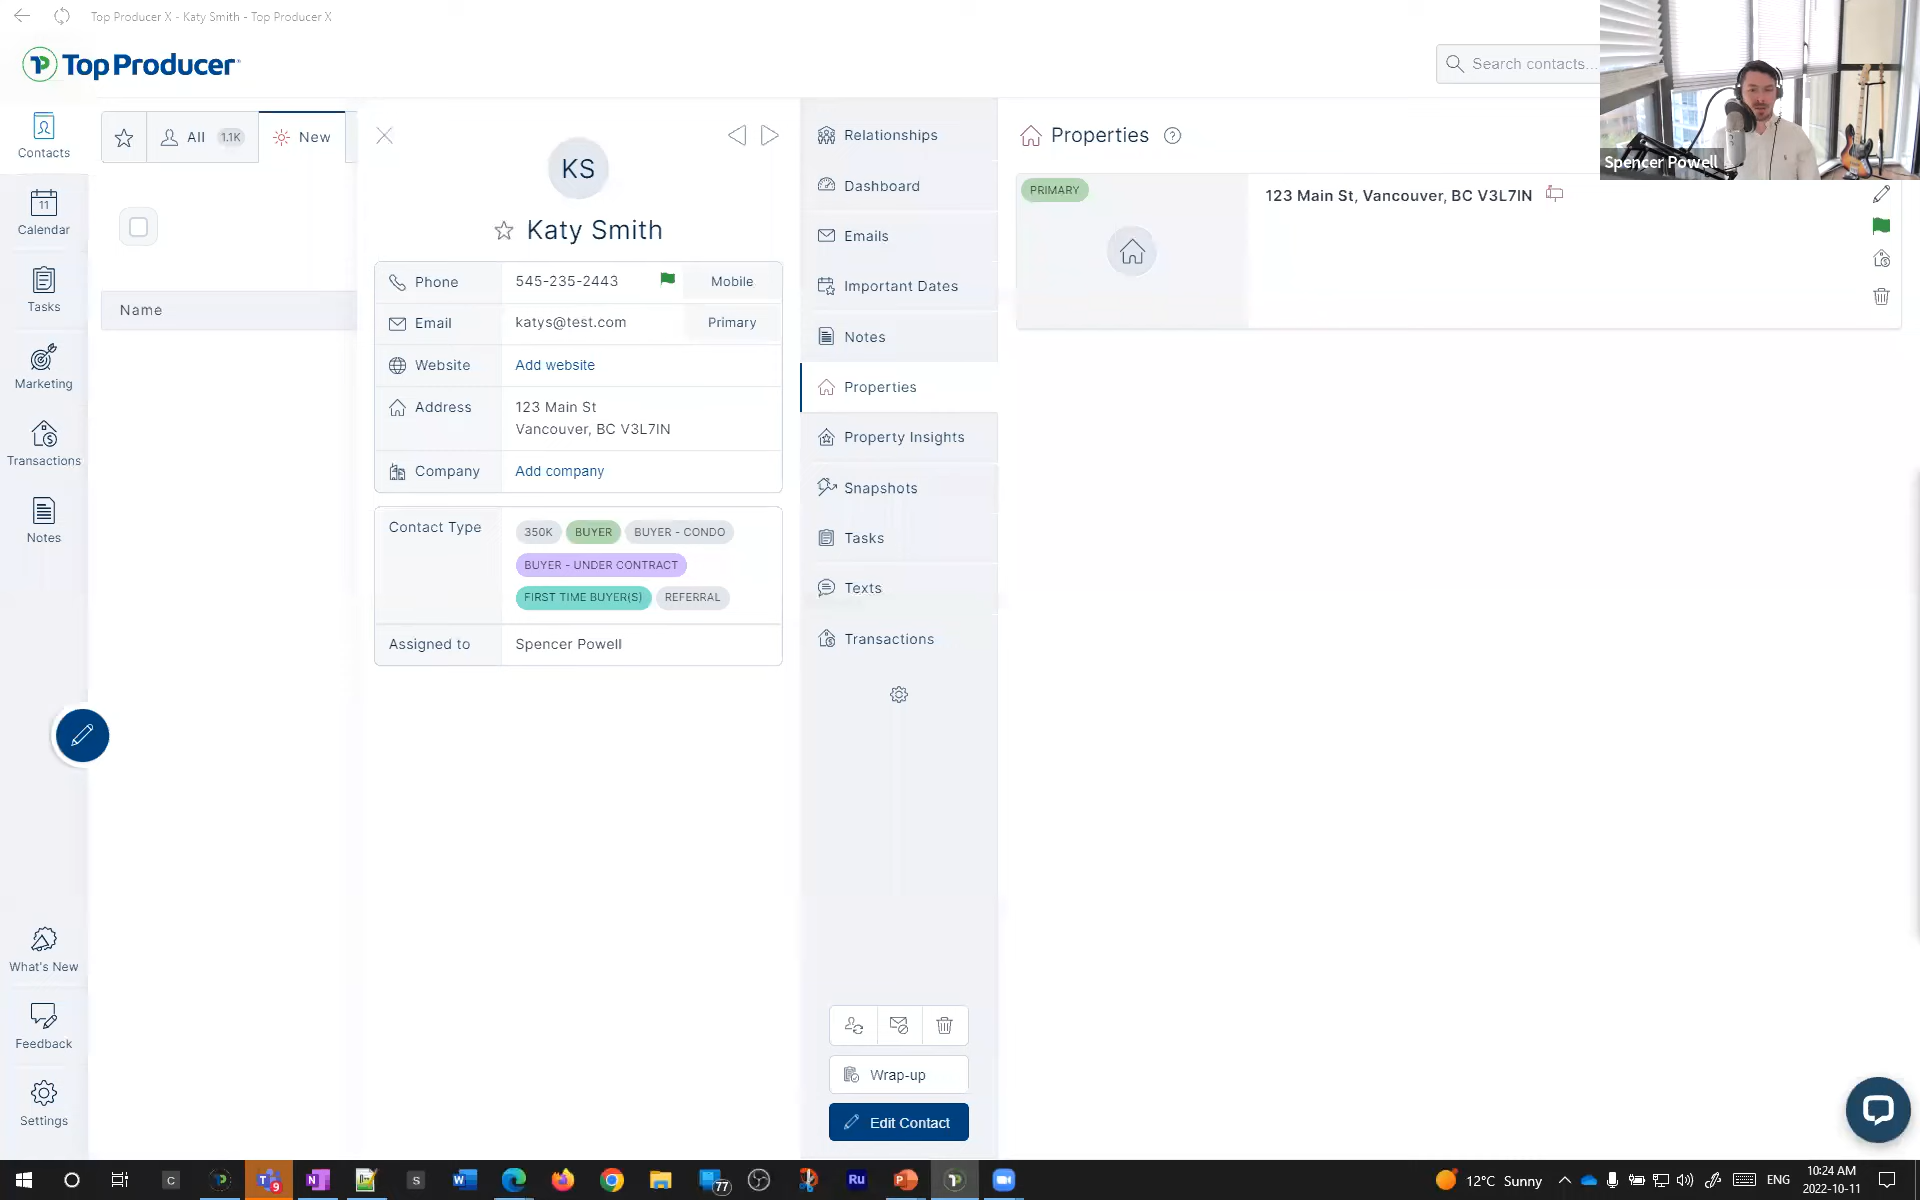 Top Producer X - Katy Smith - Top Producer X
Top Producer
Search contacts...
Spencer Powell
Contacts
Calendar
11
Tasks
Marketing
Transactions
Notes
What's New
Feedback
Settings
All 1.1K
New
Name
KS
Katy Smith
Phone 545-235-2443 Mobile
Email katys@test.com Primary
Website Add website
Address 123 Main St
Vancouver, BC V3L7IN
Company Add company
Contact Type 350K BUYER BUYER - CONDO
BUYER - UNDER CONTRACT
FIRST TIME BUYER(S) REFERRAL
Assigned to Spencer Powell
Relationships
Dashboard
Emails
Important Dates
Notes
Properties
Property Insights
Snapshots
Tasks
Texts
Transactions
Wrap-up
Edit Contact
Properties ?
PRIMARY
123 Main St, Vancouver, BC V3L7IN
C T 9 N S W 77 Ru P
12°C Sunny ENG 10:24 AM
2022-10-11